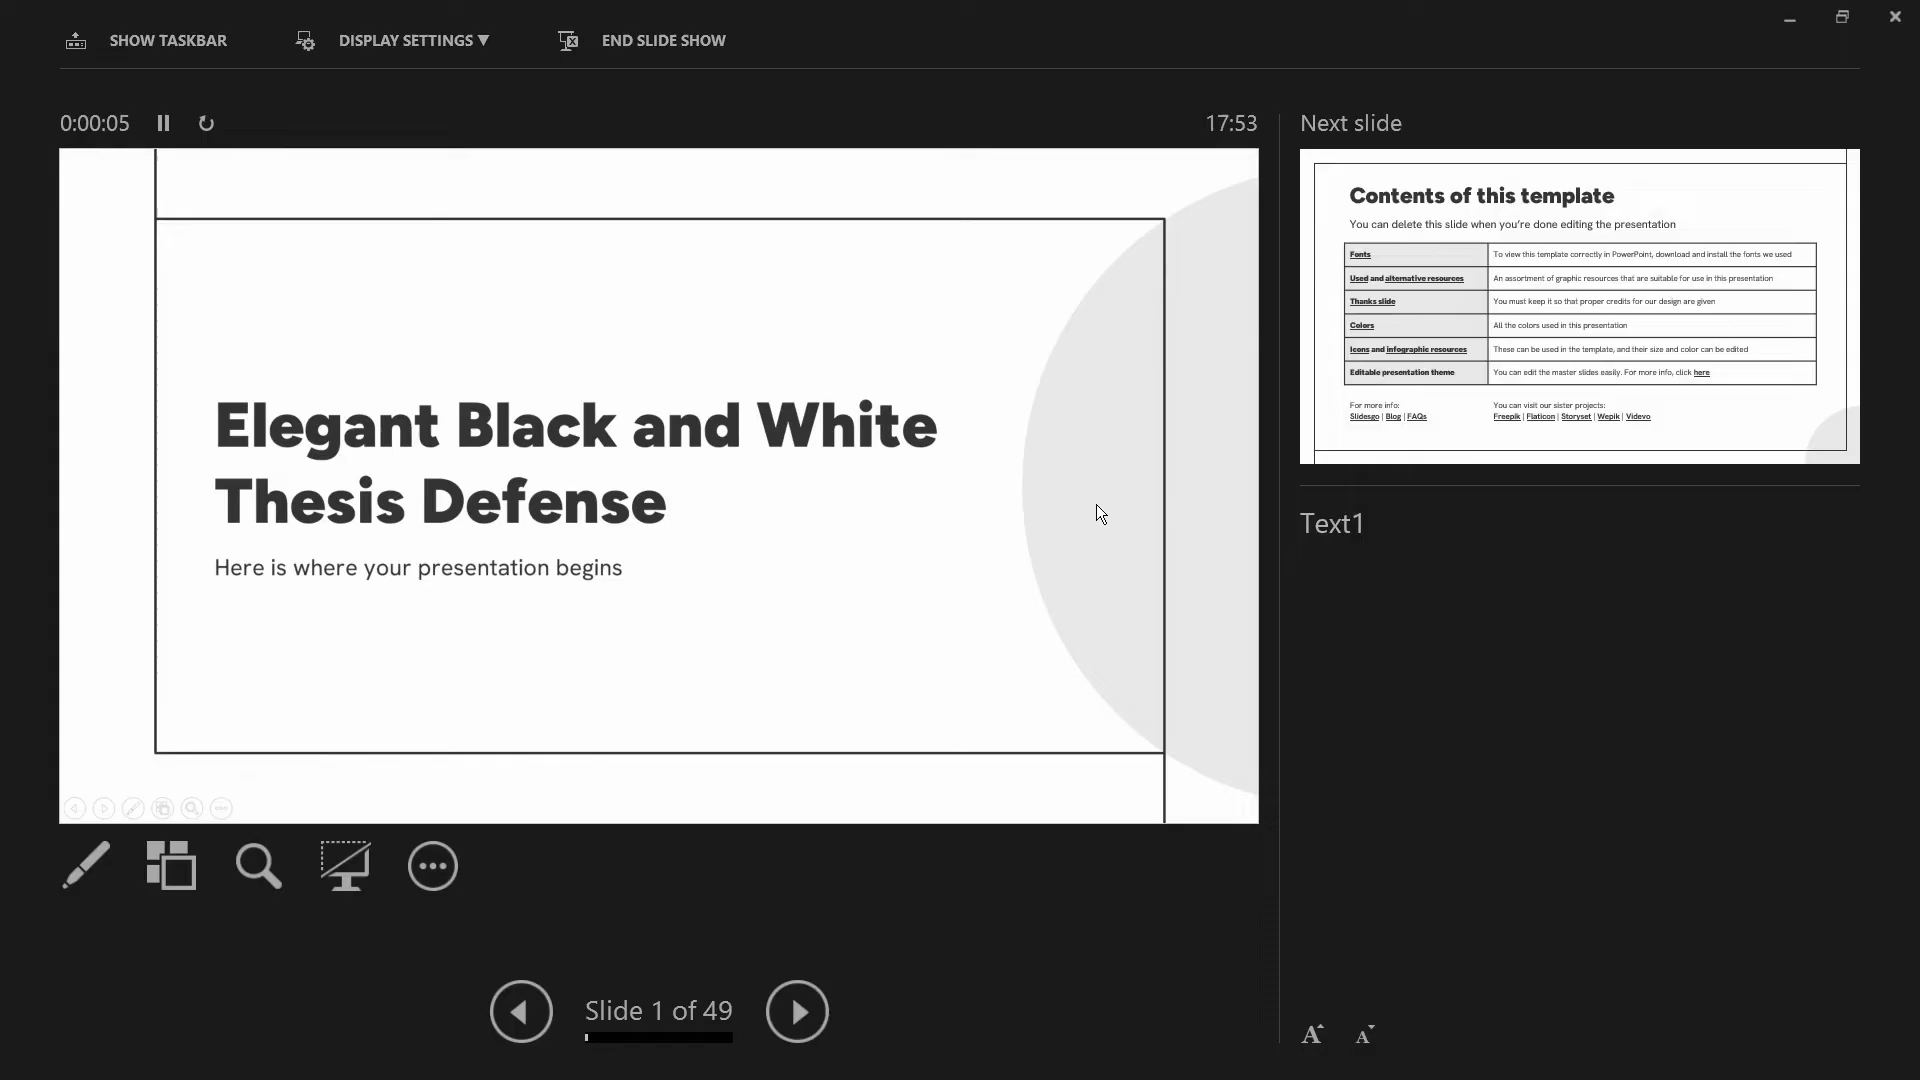 SHOW TASKBAR
DISPLAY SETTINGS ▼
END SLIDE SHOW
0:00:05
17:53
Elegant Black and White
Thesis Defense
Here is where your presentation begins
Slide 1 of 49
Next slide
Contents of this template
You can delete this slide when you’re done editing the presentation
Fonts To view this template correctly in PowerPoint, download and install the fonts we used
Used and alternative resources An assortment of graphic resources that are suitable for use in this presentation
Thanks slide You must keep it so that proper credits for our design are given
Colors All the colors used in this presentation
Icons and infographic resources These can be used in the template, and their size and color can be edited
Editable presentation theme You can edit the master slides easily. For more info, click here
For more info:
Slidesgo | Blog | FAQs
You can visit our sister projects:
Freepik | Flaticon | Storyset | Wepik | Videvo
Text1
A A